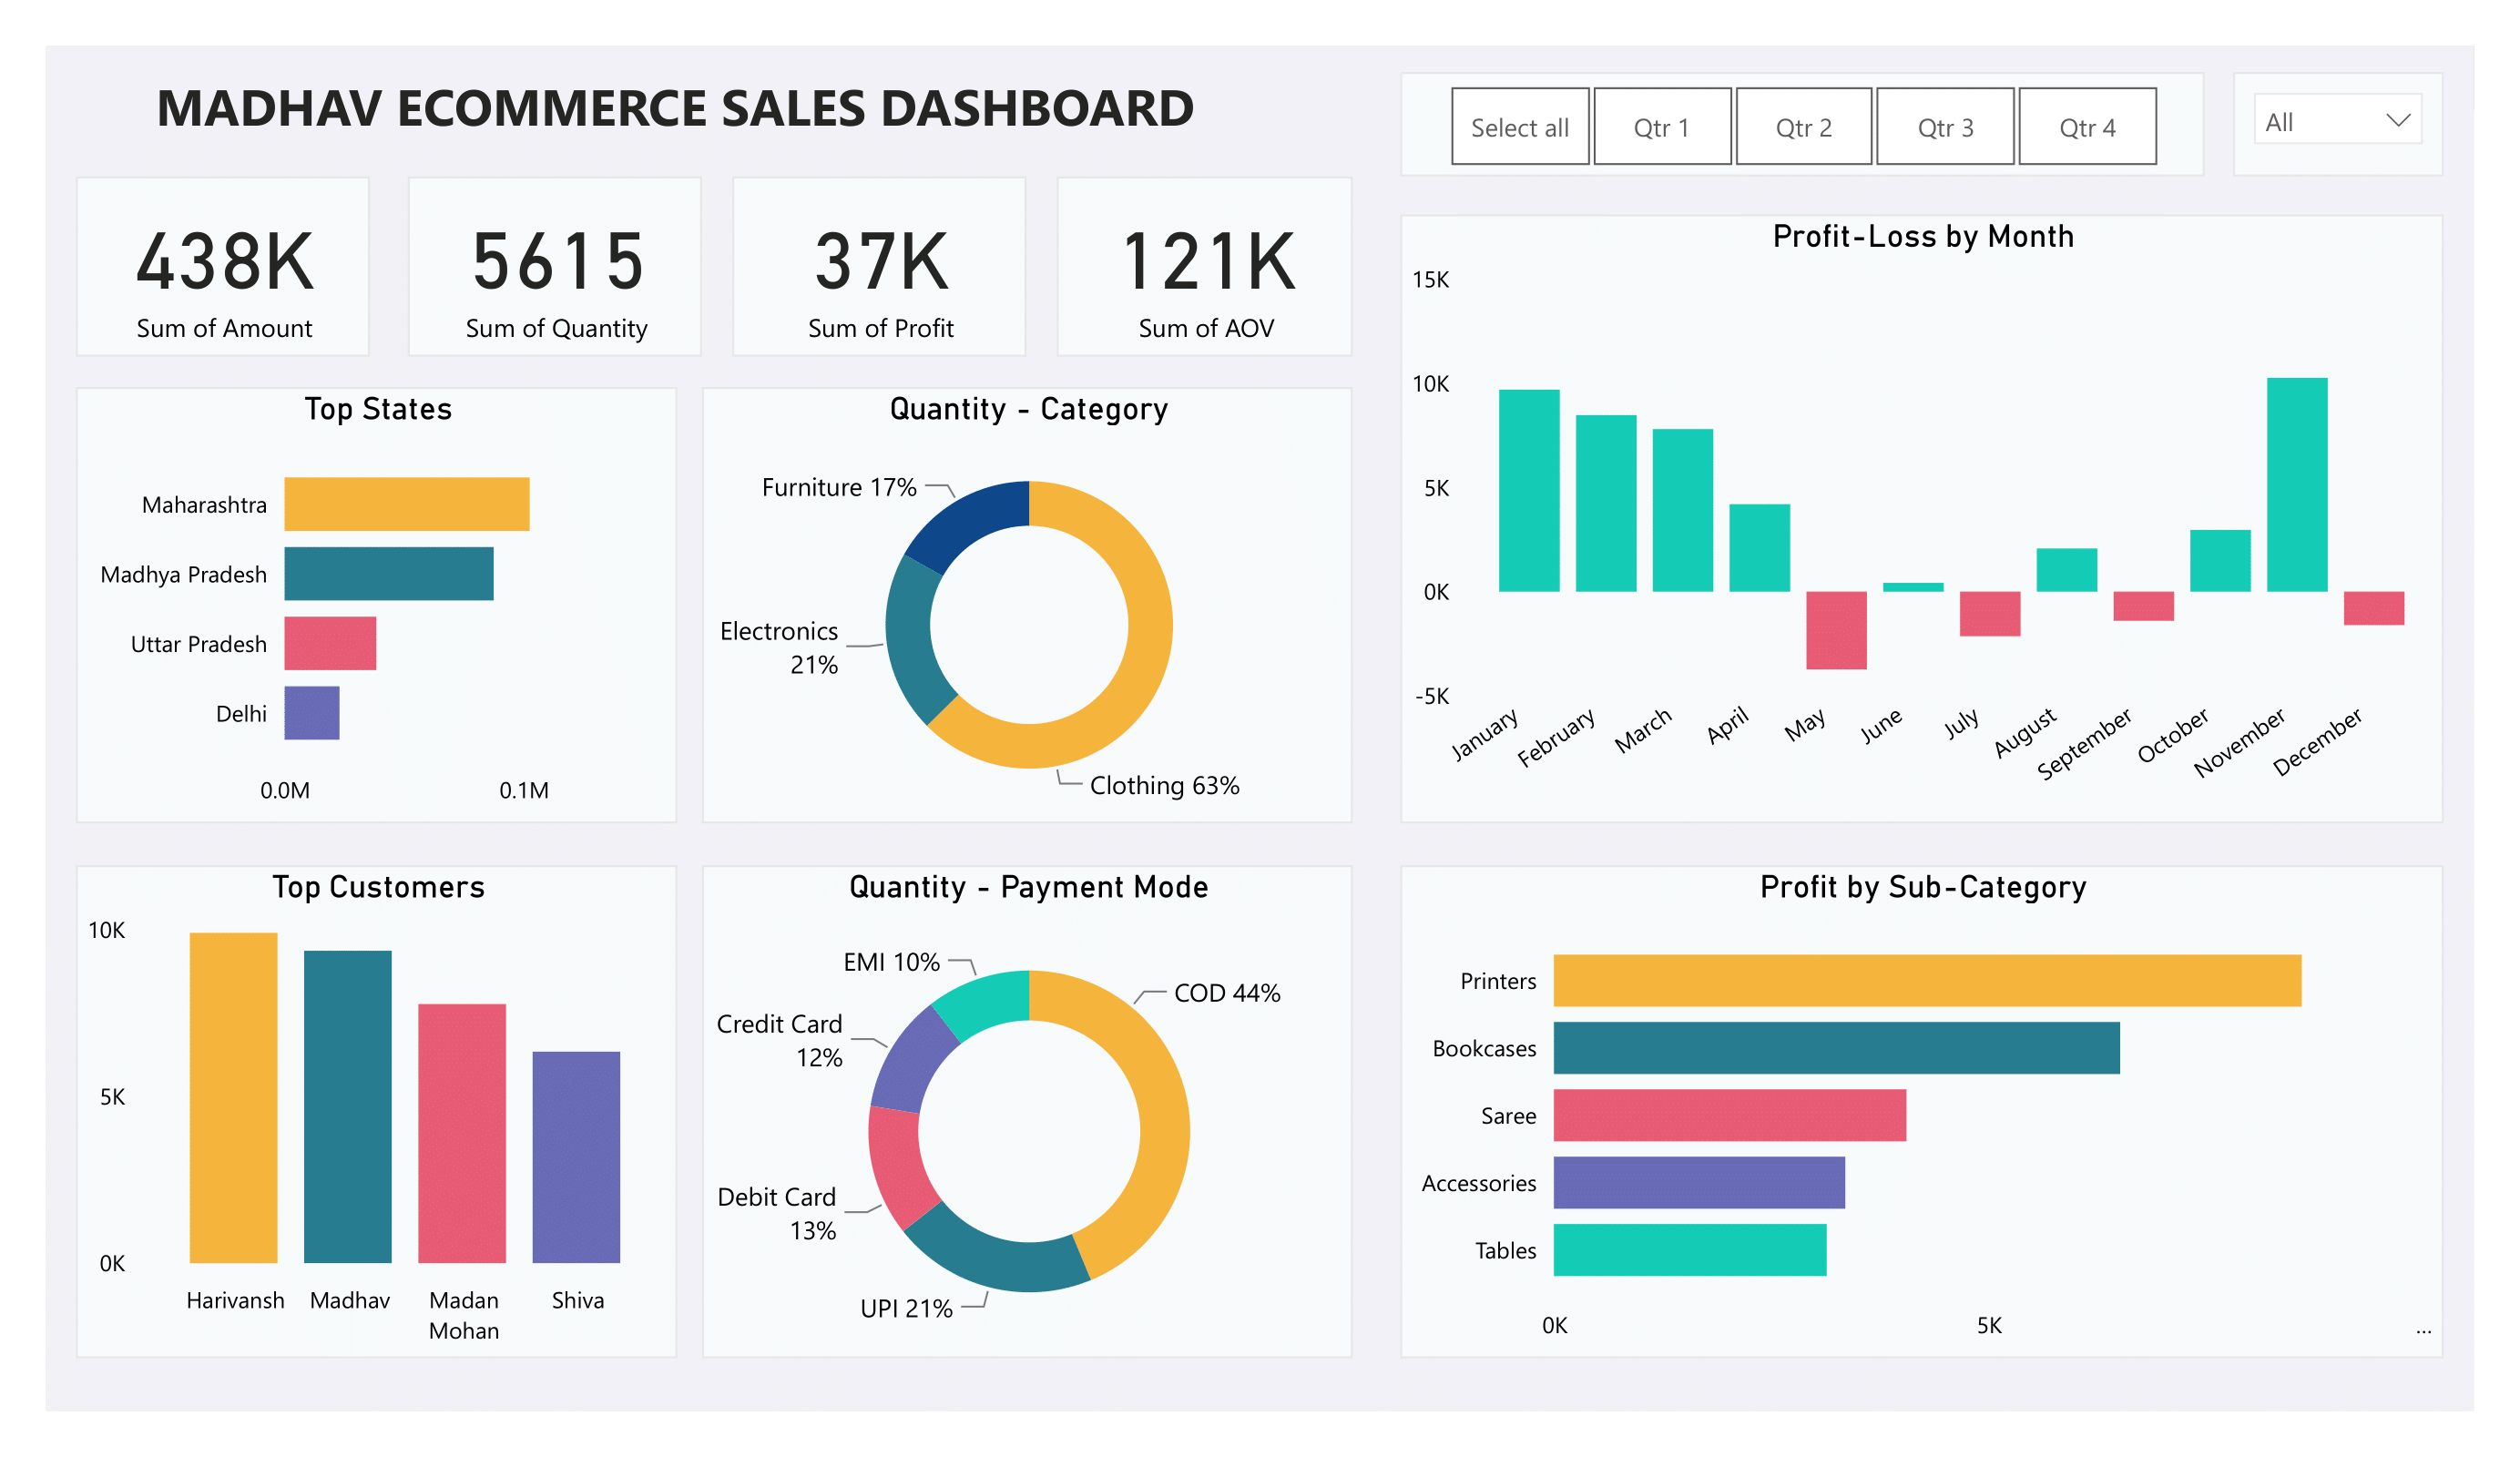 MADHAV ECOMMERCE SALES DASHBOARD
Select all
Qtr 1
Qtr 2
Qtr 3
Qtr 4
All
438K
Sum of Amount
5615
Sum of Quantity
37K
Sum of Profit
121K
Sum of AOV
Top States
Maharashtra
Madhya Pradesh
Uttar Pradesh
Delhi
0.0M
0.1M
Quantity - Category
Furniture 17%
Electronics
21%
Clothing 63%
Profit-Loss by Month
15K
10K
5K
0K
-5K
January
February
March
April
May
June
July
August
September
October
November
December
Top Customers
10K
5K
0K
Harivansh
Madhav
Madan
Mohan
Shiva
Quantity - Payment Mode
EMI 10%
COD 44%
Credit Card
12%
Debit Card
13%
UPI 21%
Profit by Sub-Category
Printers
Bookcases
Saree
Accessories
Tables
0K
5K
...